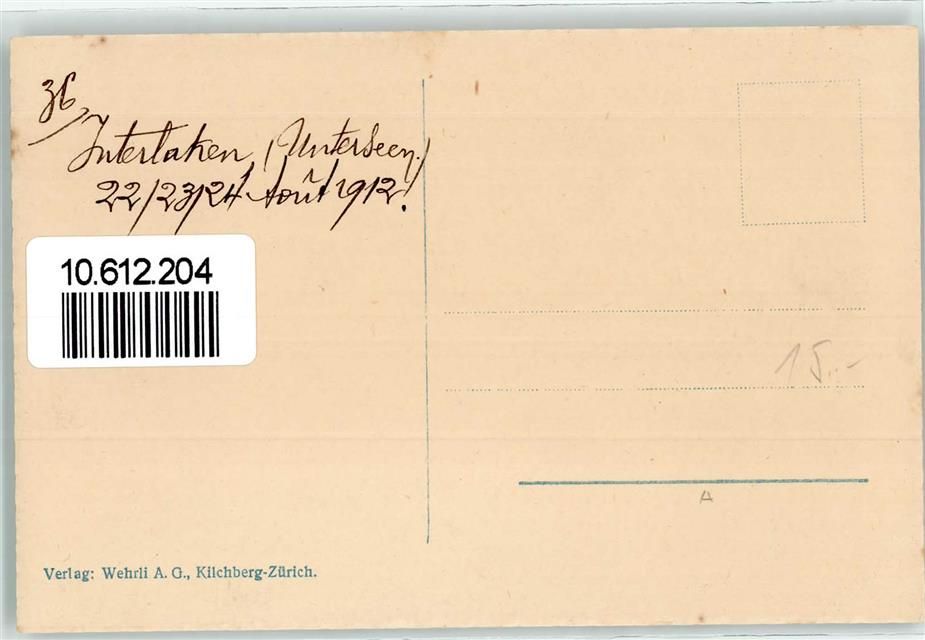 36
Interlaken, (Unterseen.)
22/23/24 Août 1912.
10.612.204
15.-
A
Verlag: Wehrli A. G., Kilchberg-Zürich.